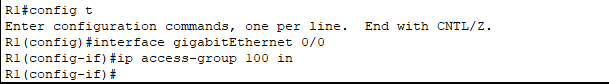 R1#config t
Enter configuration commands, one per line.  End with CNTL/Z.
R1(config)#interface gigabitEthernet 0/0
R1(config-if)#ip access-group 100 in
R1(config-if)#